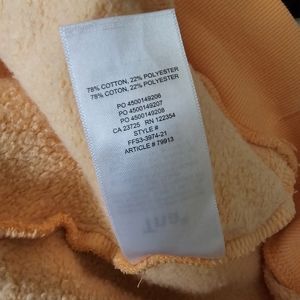 78% COTTON, 22% POLYESTER
78% COTON, 22% POLYESTER
PO 4500149206
PO 4500149207
PO 4500149208
CA 23725 RN 122354
STYLE #
FFS3-3974-21
ARTICLE # 79913